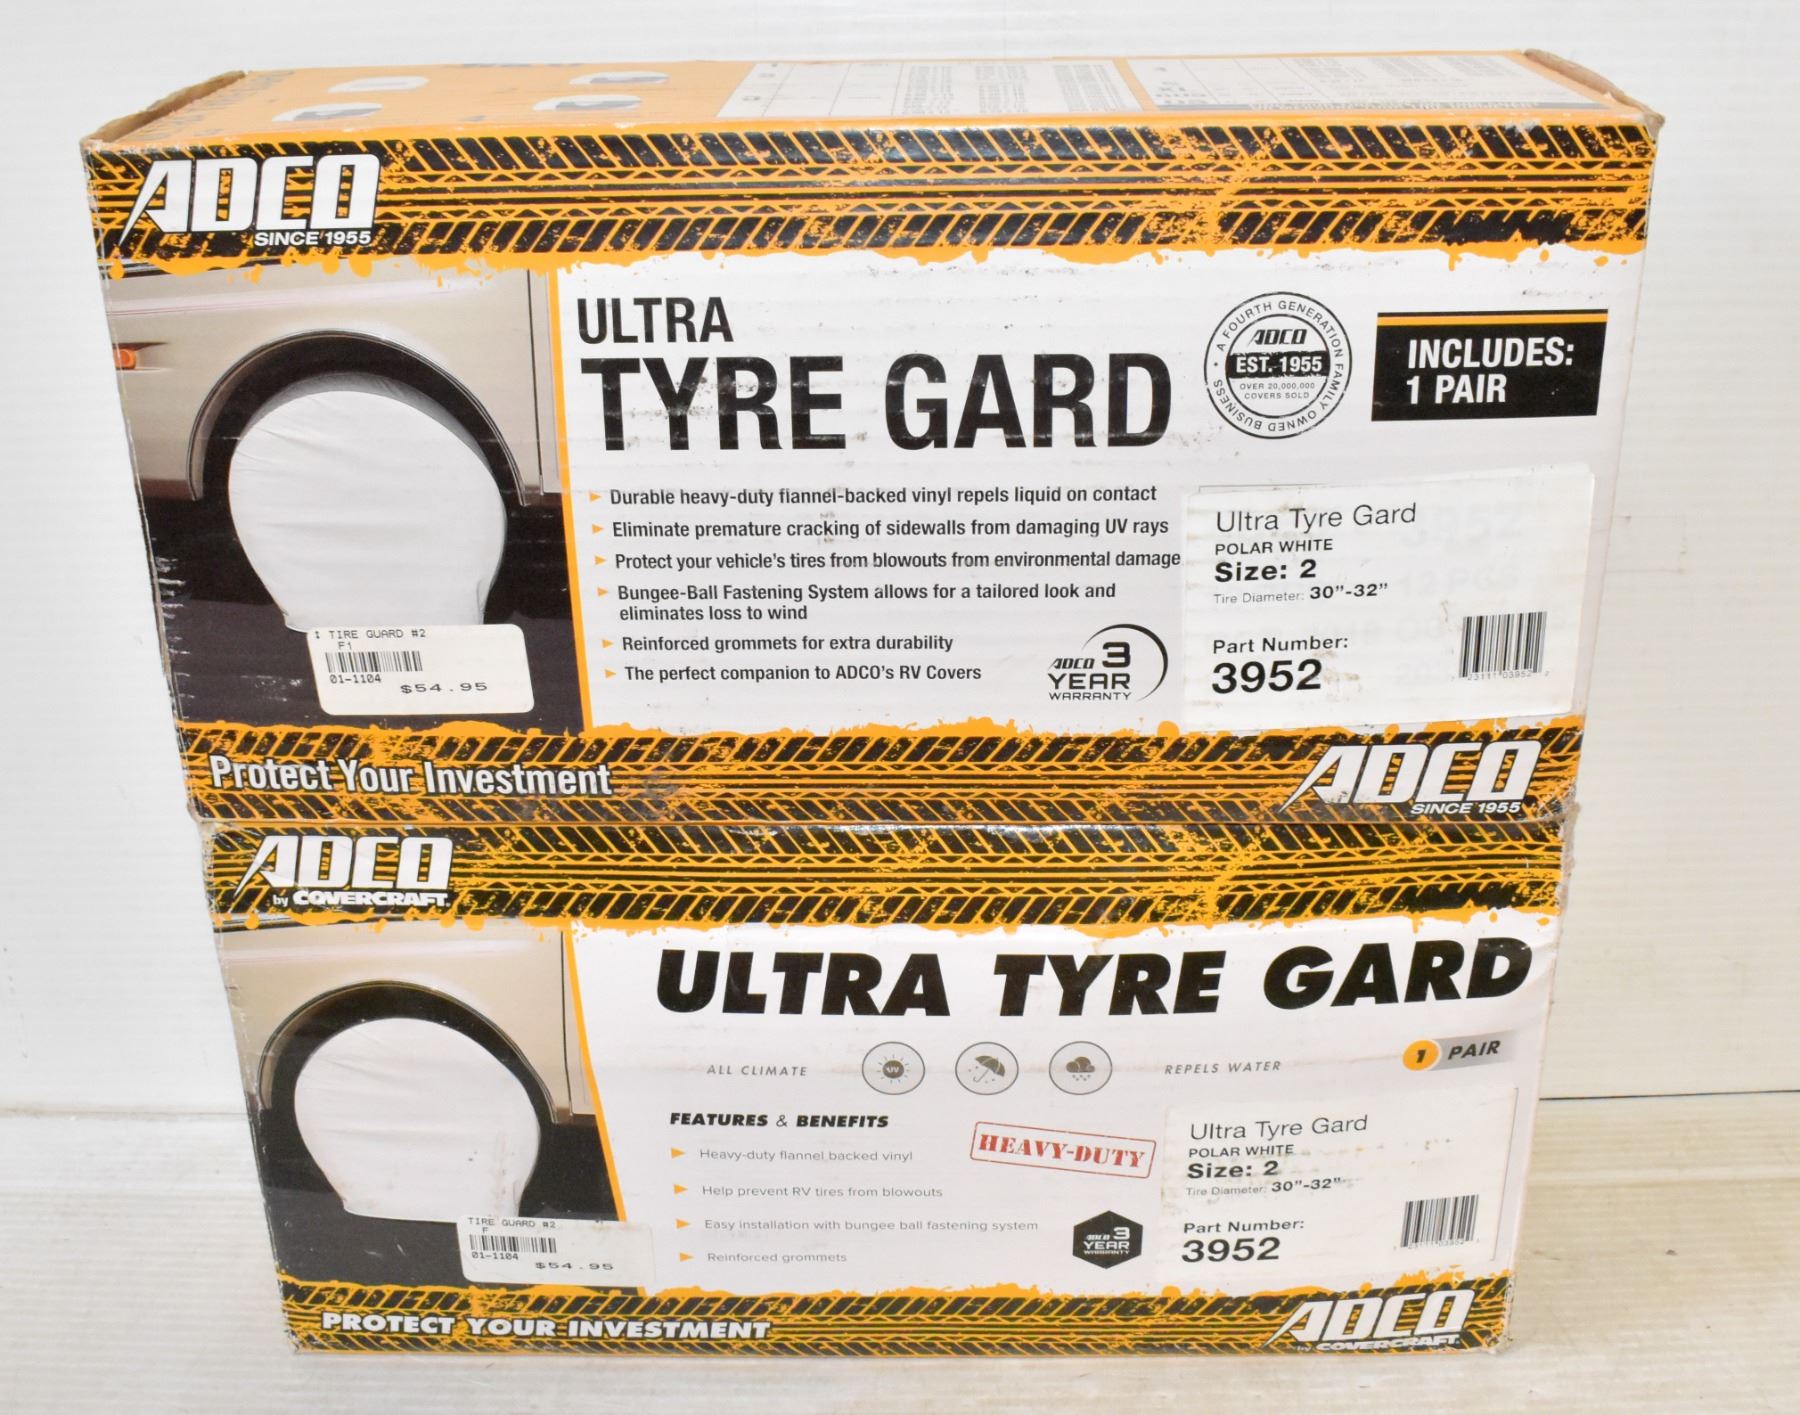 ADCO
SINCE 1955
ULTRA
TYRE GARD
A FOURTH GENERATION FAMILY OWNED BUSINESS
ADCO
EST. 1955
OVER 20,000,000
COVERS SOLD
INCLUDES:
1 PAIR
Durable heavy-duty flannel-backed vinyl repels liquid on contact
Eliminate premature cracking of sidewalls from damaging UV rays
Protect your vehicle's tires from blowouts from environmental damage
Bungee-Ball Fastening System allows for a tailored look and
eliminates loss to wind
Reinforced grommets for extra durability
The perfect companion to ADCO's RV Covers
ADCO 3
YEAR
WARRANTY
Ultra Tyre Gard
POLAR WHITE
Size: 2
Tire Diameter: 30"-32"
Part Number:
3952
23111 03952
TIRE GUARD #2
F1
01-1104
$54.95
Protect Your Investment
ADCO
SINCE 1955
ADCO
by COVERCRAFT
ULTRA TYRE GARD
ALL CLIMATE
UV
REPELS WATER
1 PAIR
FEATURES & BENEFITS
HEAVY-DUTY
Heavy-duty flannel backed vinyl
Help prevent RV tires from blowouts
Easy installation with bungee ball fastening system
Reinforced grommets
ADCO 3
YEAR
WARRANTY
Ultra Tyre Gard
POLAR WHITE
Size: 2
Tire Diameter: 30"-32"
Part Number:
3952
23111 03952
TIRE GUARD #2
F
01-1104
$54.95
PROTECT YOUR INVESTMENT
ADCO
by COVERCRAFT